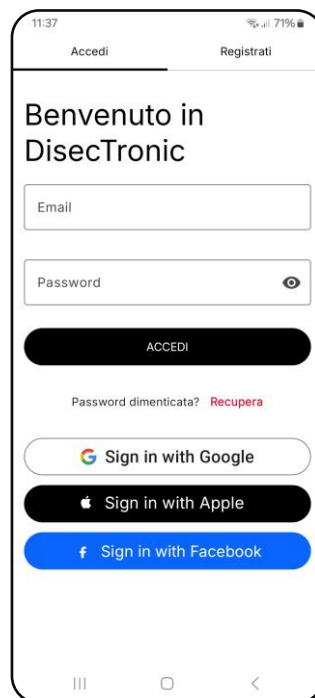 11:37 71%
Accedi Registrati
Benvenuto in
DisecTronic
Email
Password
ACCEDI
Password dimenticata? Recupera
Sign in with Google
Sign in with Apple
Sign in with Facebook